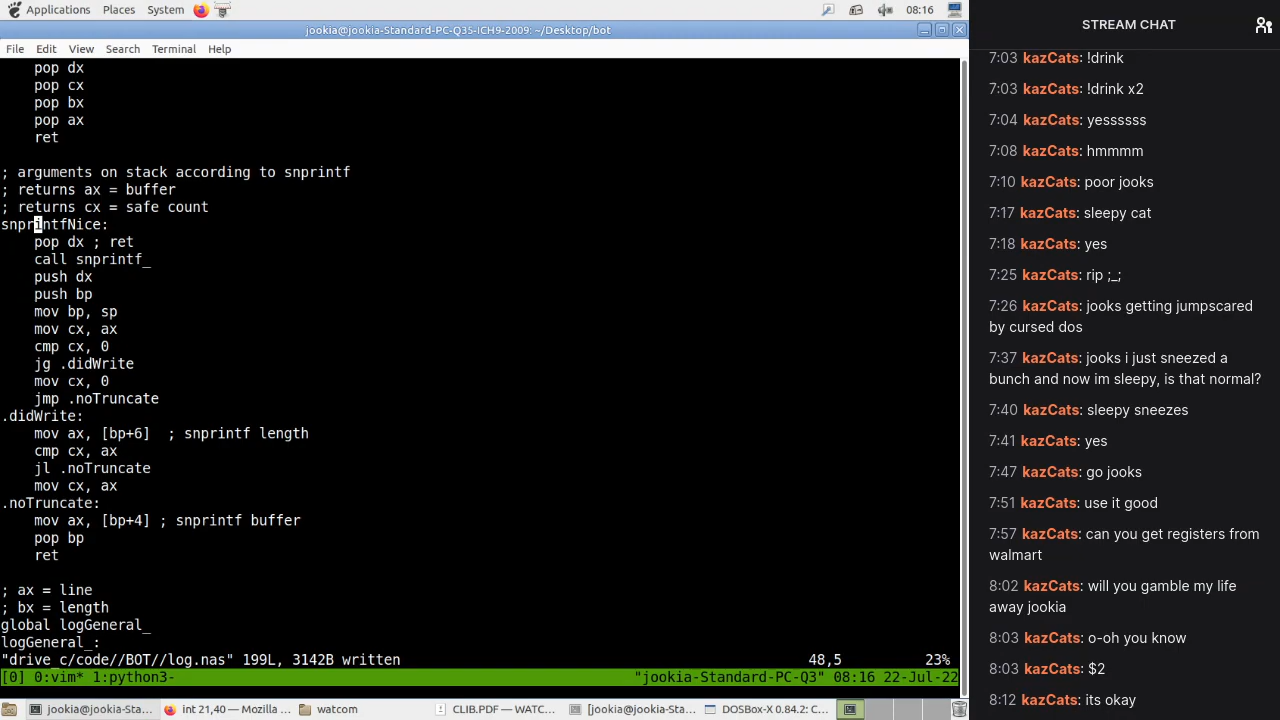 Applications Places System 08:16
jookia@jookia-Standard-PC-Q35-ICH9-2009: ~/Desktop/bot
File Edit View Search Terminal Help
pop dx
pop cx
pop bx
pop ax
ret
; arguments on stack according to snprintf
; returns ax = buffer
; returns cx = safe count
snprintfNice:
pop dx ; ret
call snprintf_
push dx
push bp
mov bp, sp
mov cx, ax
cmp cx, 0
jg .didWrite
mov cx, 0
jmp .noTruncate
.didWrite:
mov ax, [bp+6]  ; snprintf length
cmp cx, ax
jl .noTruncate
mov cx, ax
.noTruncate:
mov ax, [bp+4] ; snprintf buffer
pop bp
ret
; ax = line
; bx = length
global logGeneral_
logGeneral_:
"drive_c/code//BOT//log.nas" 199L, 3142B written 48,5 23%
[0] 0:vim* 1:python3- "jookia-Standard-PC-Q3" 08:16 22-Jul-22
jookia@jookia-Sta... int 21,40 — Mozilla ... watcom CLIB.PDF — WATC... [jookia@jookia-Sta... DOSBox-X 0.84.2: C...
STREAM CHAT
7:03 kazCats: !drink
7:03 kazCats: !drink x2
7:04 kazCats: yessssss
7:08 kazCats: hmmmm
7:10 kazCats: poor jooks
7:17 kazCats: sleepy cat
7:18 kazCats: yes
7:25 kazCats: rip ;_;
7:26 kazCats: jooks getting jumpscared
by cursed dos
7:37 kazCats: jooks i just sneezed a
bunch and now im sleepy, is that normal?
7:40 kazCats: sleepy sneezes
7:41 kazCats: yes
7:47 kazCats: go jooks
7:51 kazCats: use it good
7:57 kazCats: can you get registers from
walmart
8:02 kazCats: will you gamble my life
away jookia
8:03 kazCats: o-oh you know
8:03 kazCats: $2
8:12 kazCats: its okay